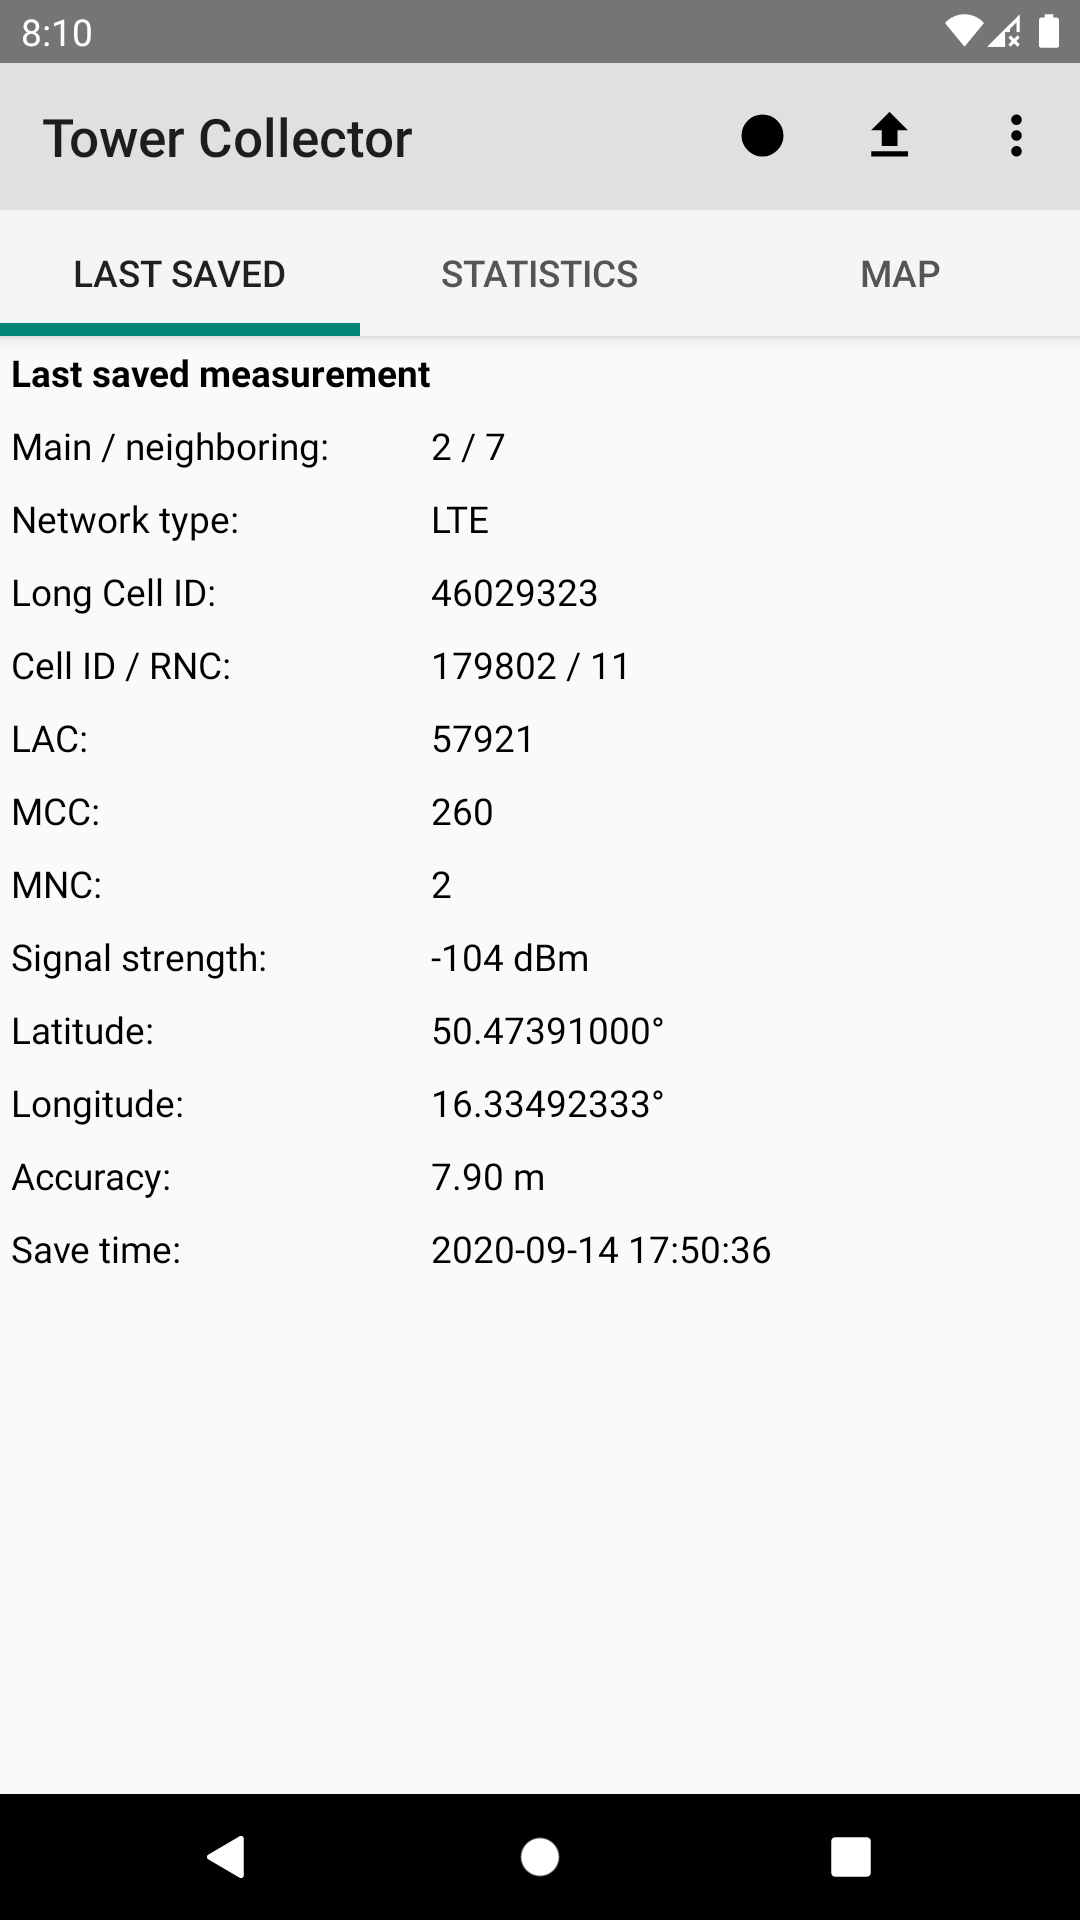 8:10
Tower Collector
LAST SAVED STATISTICS MAP
Last saved measurement
Main / neighboring: 2 / 7
Network type: LTE
Long Cell ID: 46029323
Cell ID / RNC: 179802 / 11
LAC: 57921
MCC: 260
MNC: 2
Signal strength: -104 dBm
Latitude: 50.47391000°
Longitude: 16.33492333°
Accuracy: 7.90 m
Save time: 2020-09-14 17:50:36